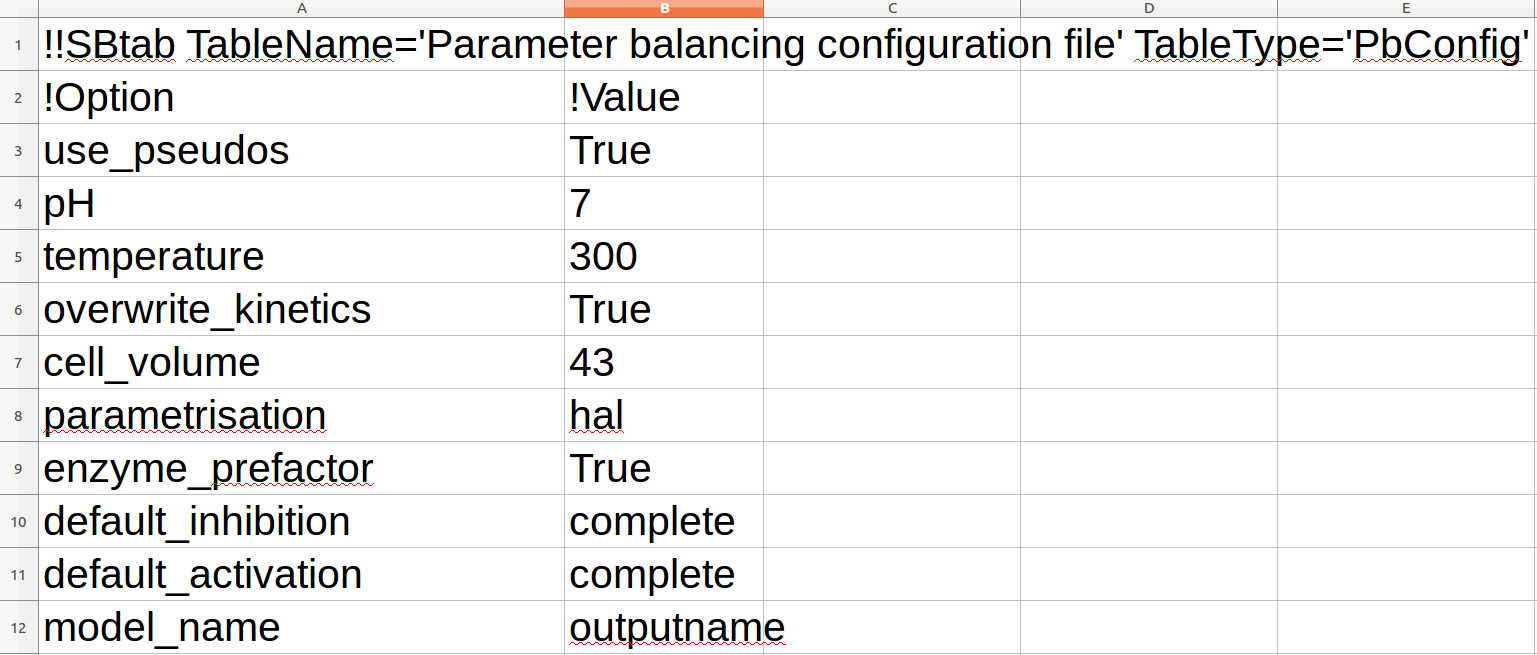 A B C D E
1 !!SBtab TableName='Parameter balancing configuration file' TableType='PbConfig'
2 !Option !Value
3 use_pseudos True
4 pH 7
5 temperature 300
6 overwrite_kinetics True
7 cell_volume 43
8 parametrisation hal
9 enzyme_prefactor True
10 default_inhibition complete
11 default_activation complete
12 model_name outputname